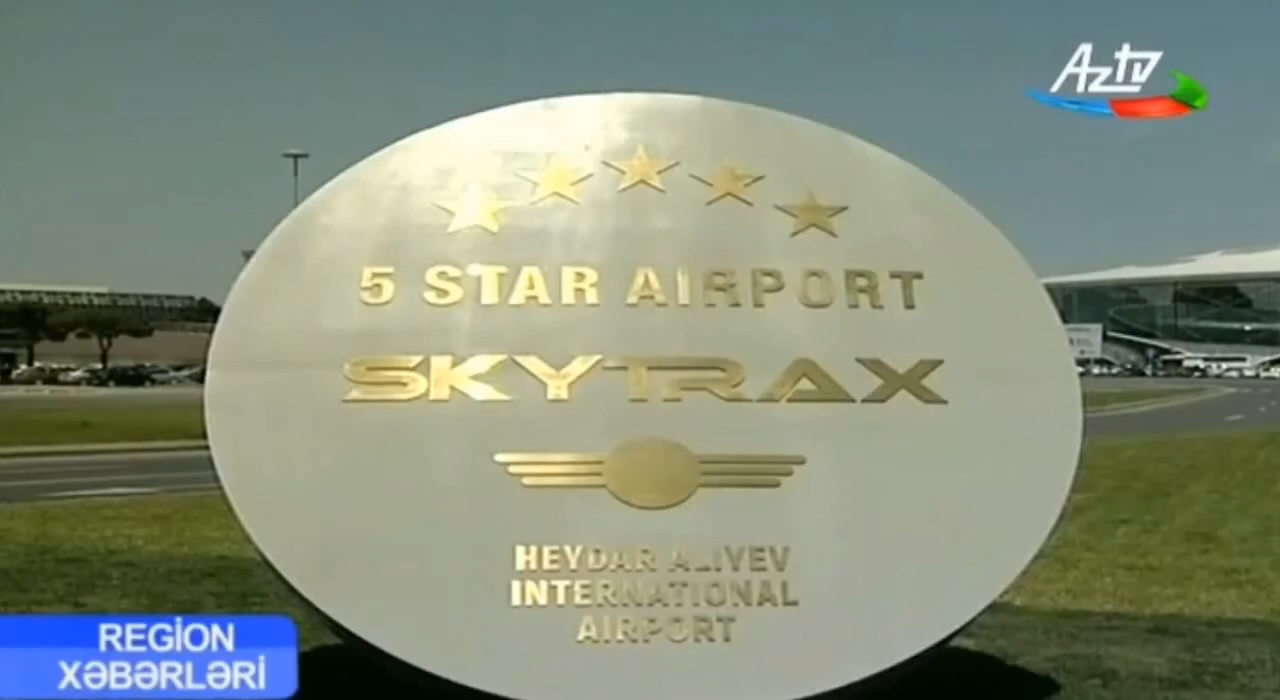 AZTV
5 STAR AIRPORT
SKYTRAX
HEYDAR ALIYEV
INTERNATIONAL
AIRPORT
REGİON
XƏBƏRLƏRİ